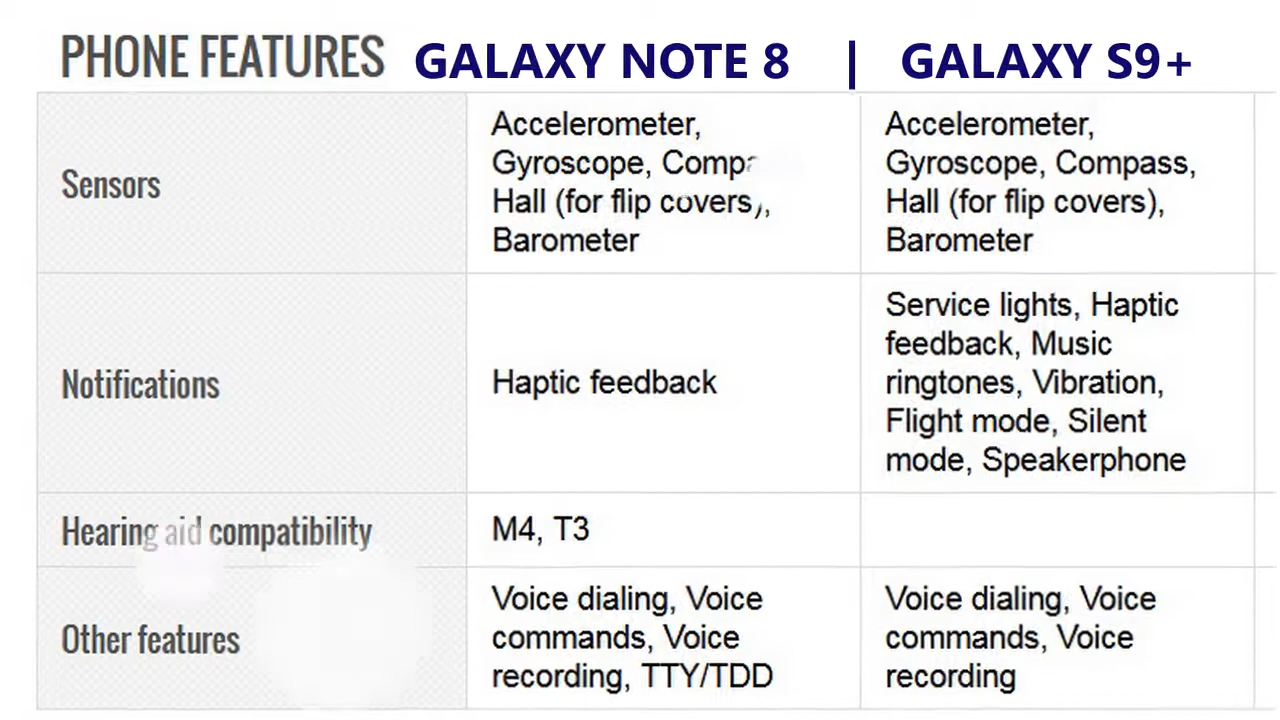 PHONE FEATURES GALAXY NOTE 8 | GALAXY S9+
Sensors
Accelerometer,
Gyroscope,
Hall (for flip covers),
Barometer
Accelerometer,
Gyroscope, Compass,
Hall (for flip covers),
Barometer
Notifications
Haptic feedback
Service lights, Haptic
feedback, Music
ringtones, Vibration,
Flight mode, Silent
mode, Speakerphone
Hearing aid compatibility
M4, T3
Other features
Voice dialing, Voice
commands, Voice
recording, TTY/TDD
Voice dialing, Voice
commands, Voice
recording